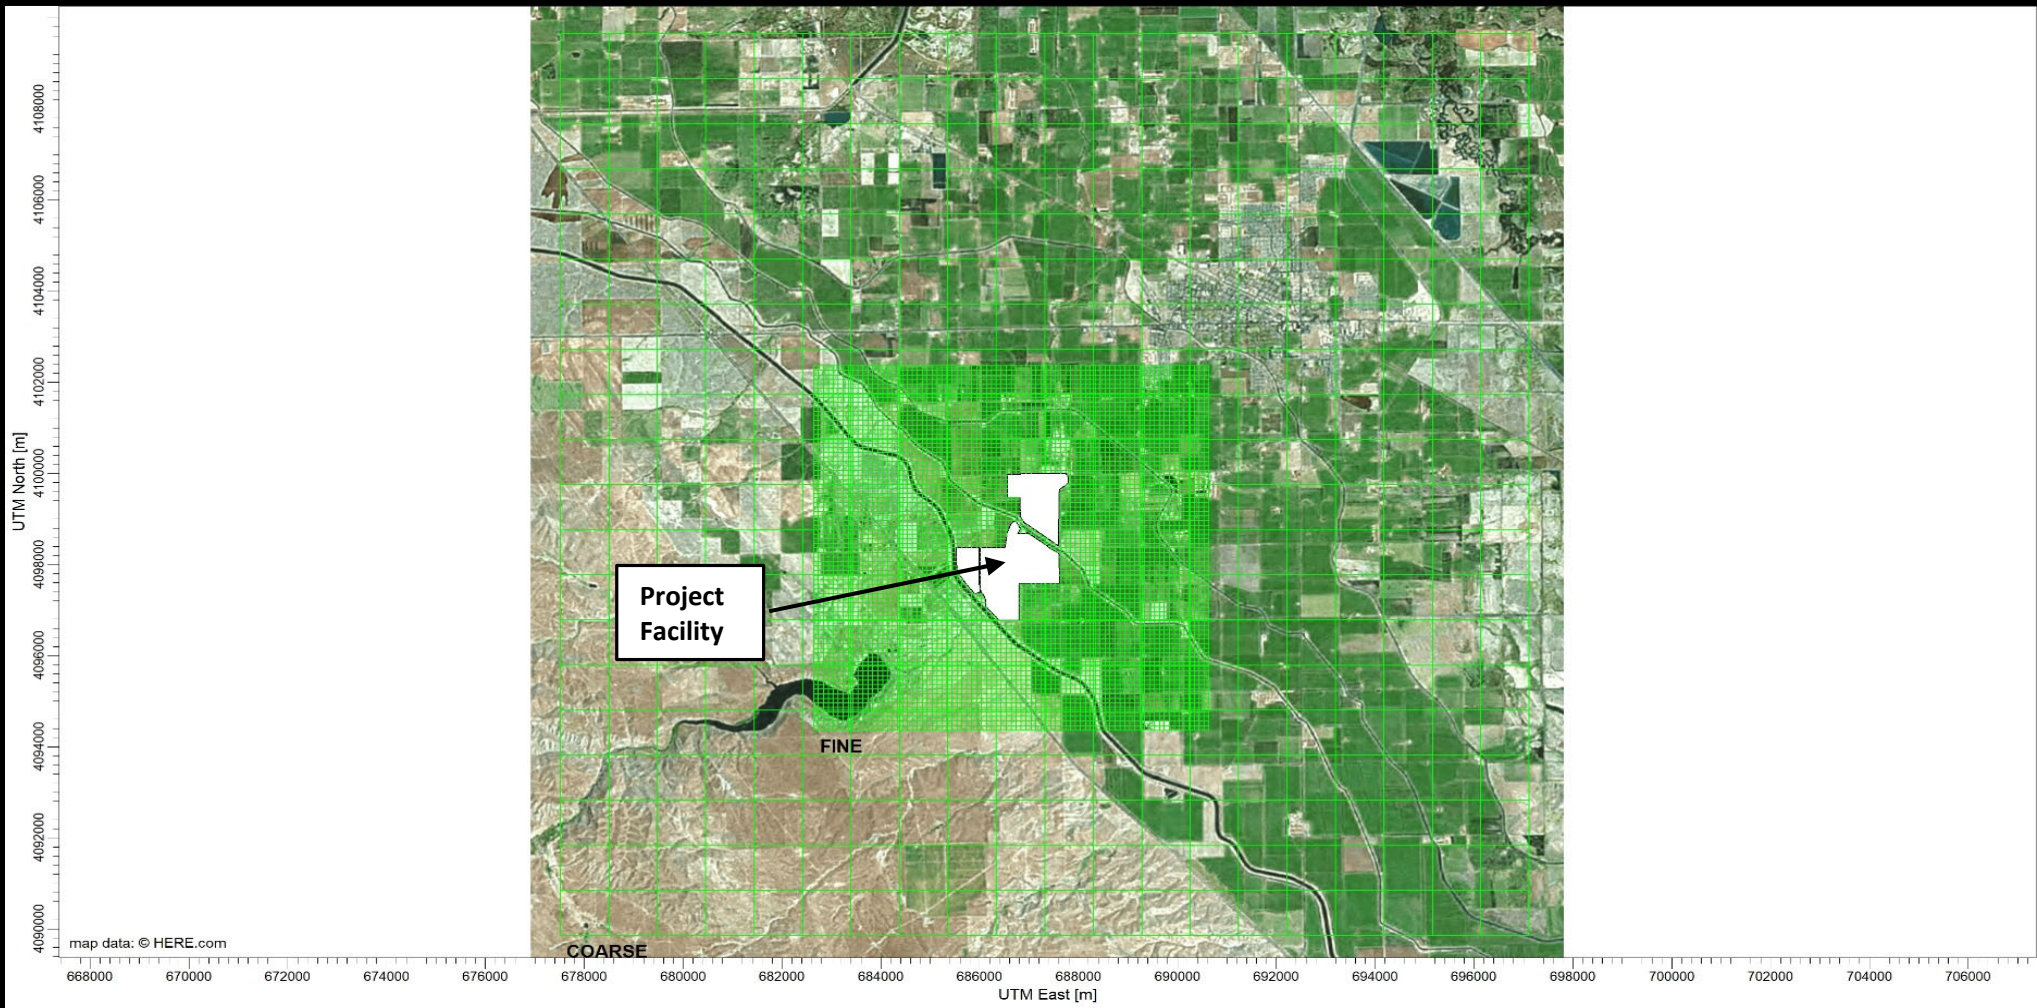 4108000
4106000
4104000
4102000
4100000
4098000
4096000
4094000
4092000
4090000
UTM North [m]
Project
Facility
FINE
COARSE
map data: © HERE.com
668000 670000 672000 674000 676000 678000 680000 682000 684000 686000 688000 690000 692000 694000 696000 698000 700000 702000 704000 706000
UTM East [m]